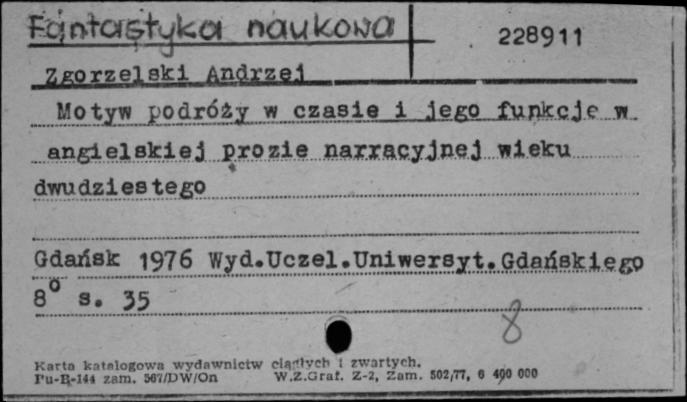 Fantastyka naukowa
228911
Zgorzelski Andrzej
Motyw podróży w czasie i jego funkcje w
angielskiej prozie narracyjnej wieku
dwudziestego
Gdańsk 1976 Wyd.Uczel.Uniwersyt.Gdańskiego
8° s. 35
8
Karta katalogowa wydawnictw ciągłych i zwartych.
Pu-B-144 zam. 567/DW/On W.Z.Graf. Z-2, Zam. 502/77, 6 400 000